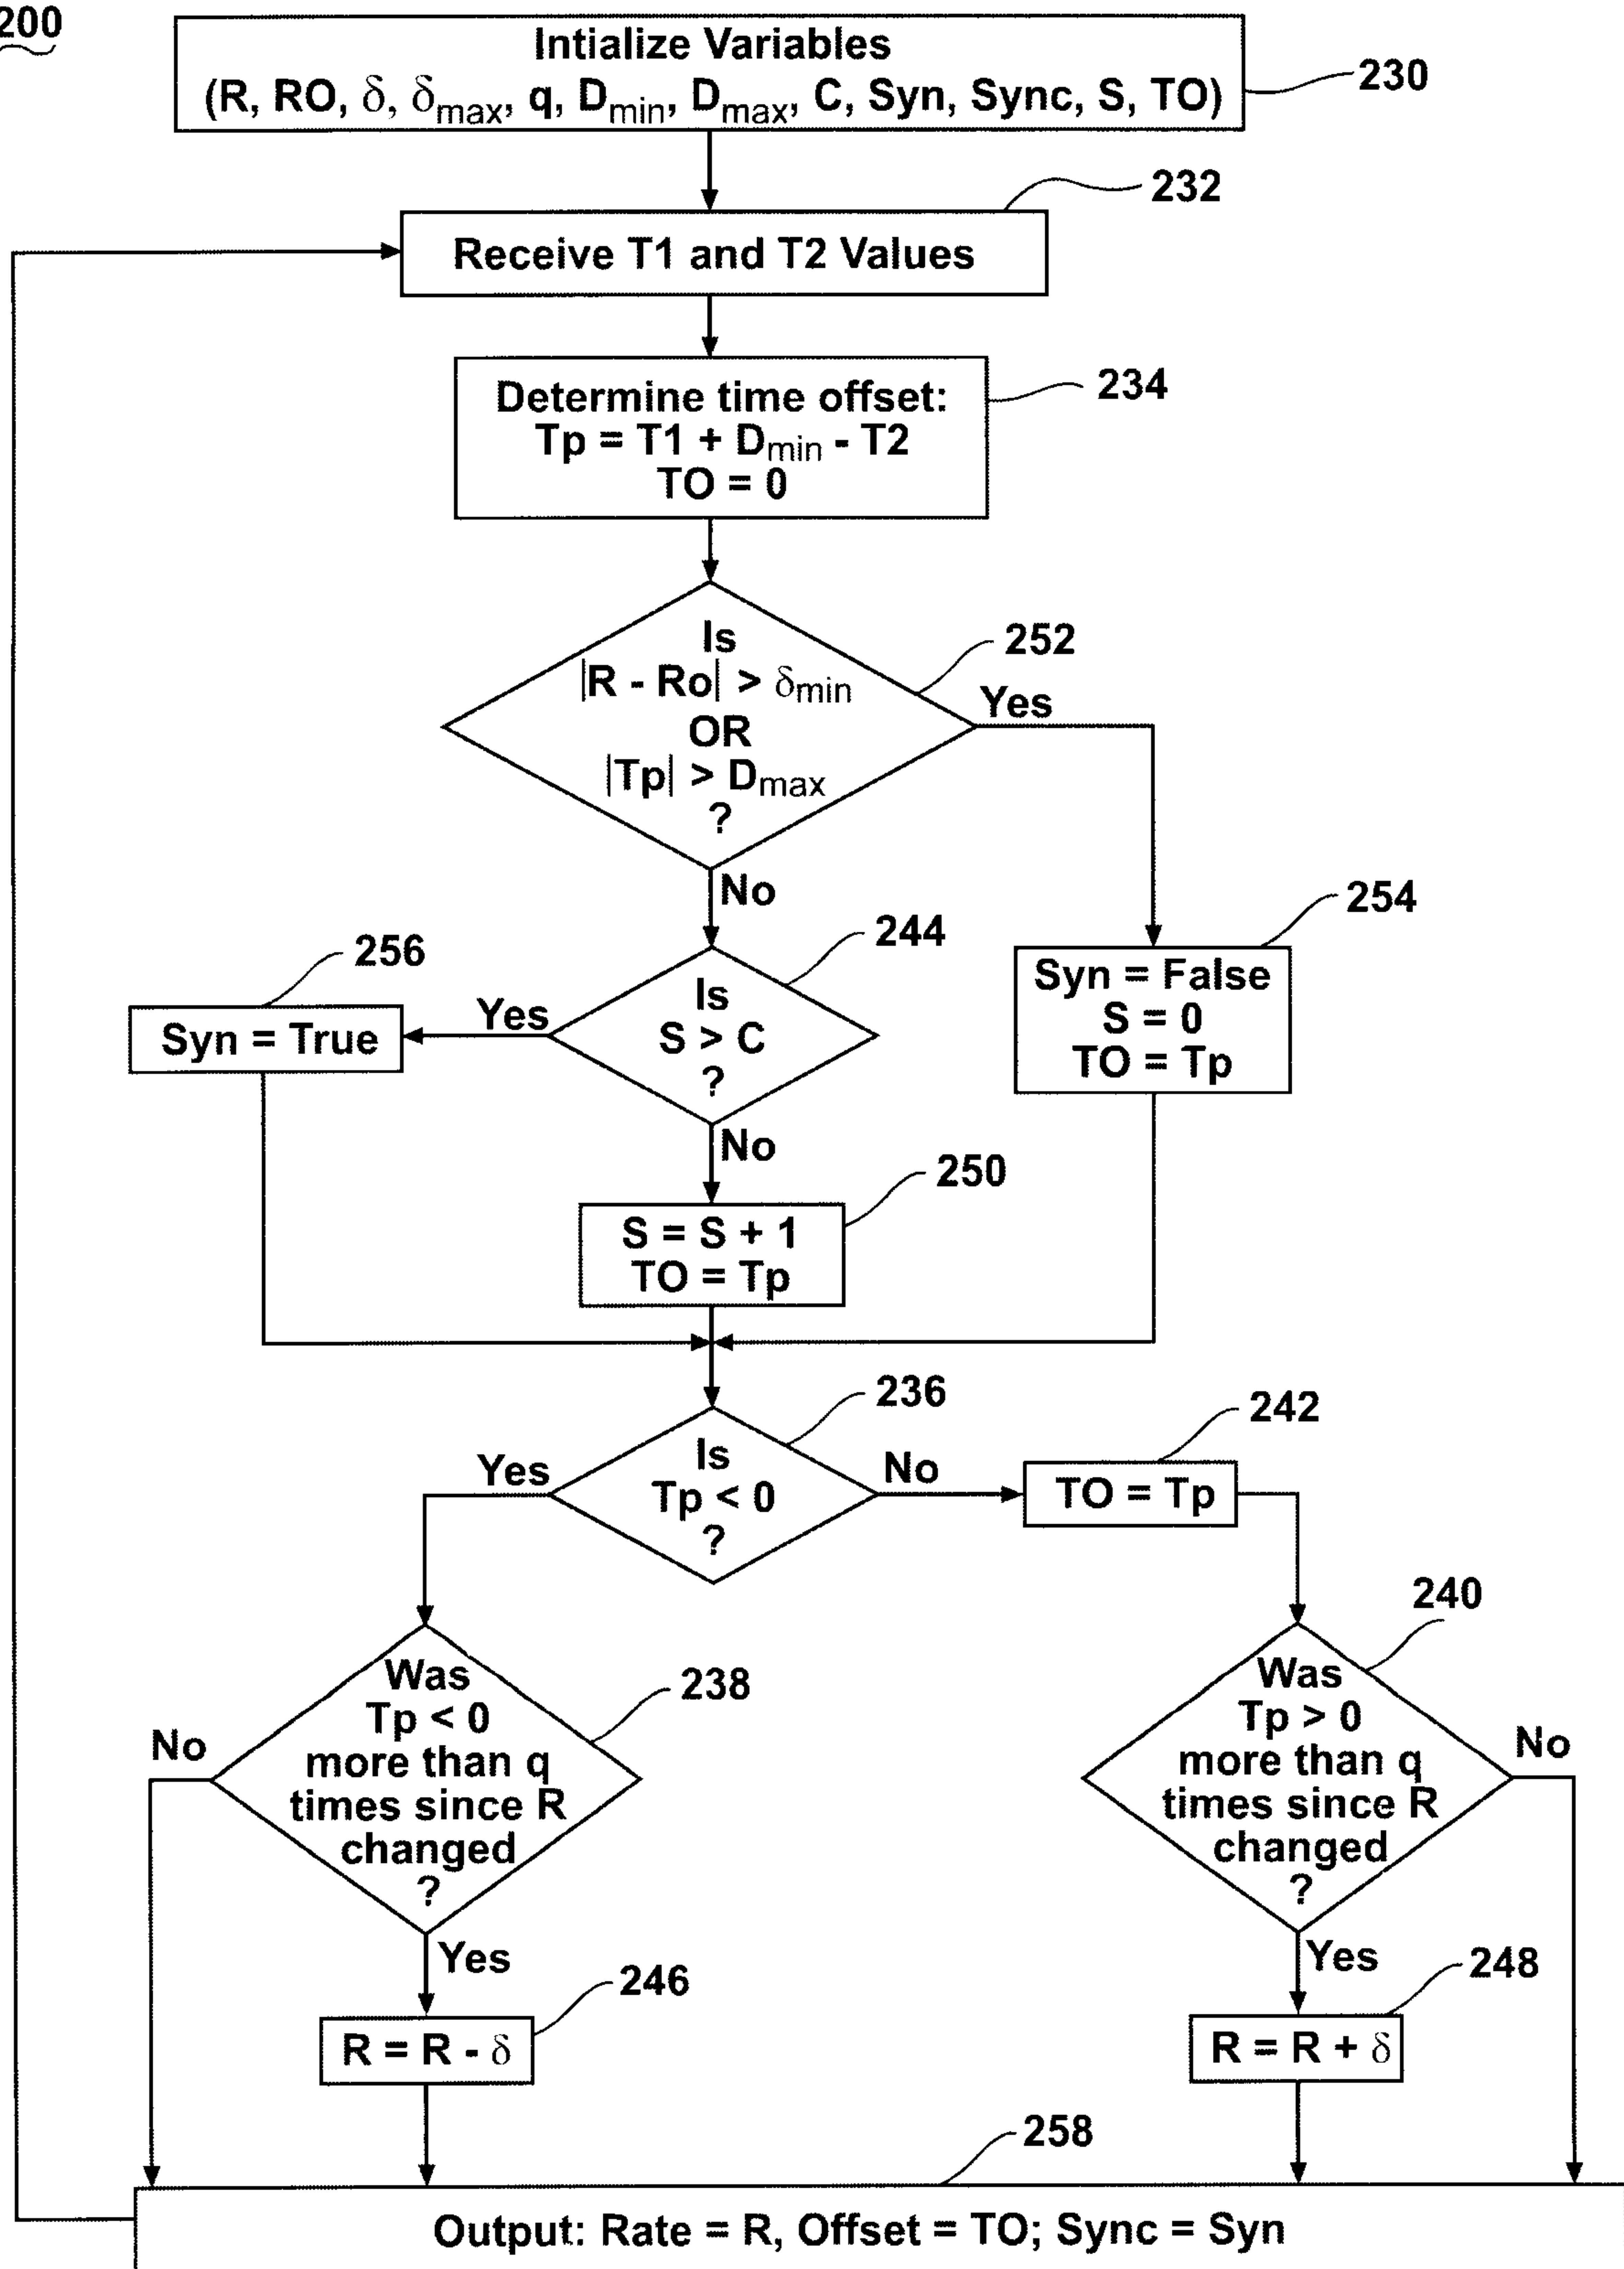 200
Intialize Variables
(R, RO, δ, δmax, q, Dmin, Dmax, C, Syn, Sync, S, TO)
230
232
Receive T1 and T2 Values
234
Determine time offset:
Tp = T1 + Dmin - T2
TO = 0
252
Is
|R - Ro| > δmin
OR
|Tp| > Dmax
?
Yes
No
254
Syn = False
S = 0
TO = Tp
244
Is
S > C
?
Yes
256
Syn = True
No
250
S = S + 1
TO = Tp
236
Is
Tp < 0
?
Yes
No
242
TO = Tp
238
Was
Tp < 0
more than q
times since R
changed
?
No
Yes
240
Was
Tp > 0
more than q
times since R
changed
?
No
Yes
246
R = R - δ
248
R = R + δ
258
Output: Rate = R, Offset = TO; Sync = Syn